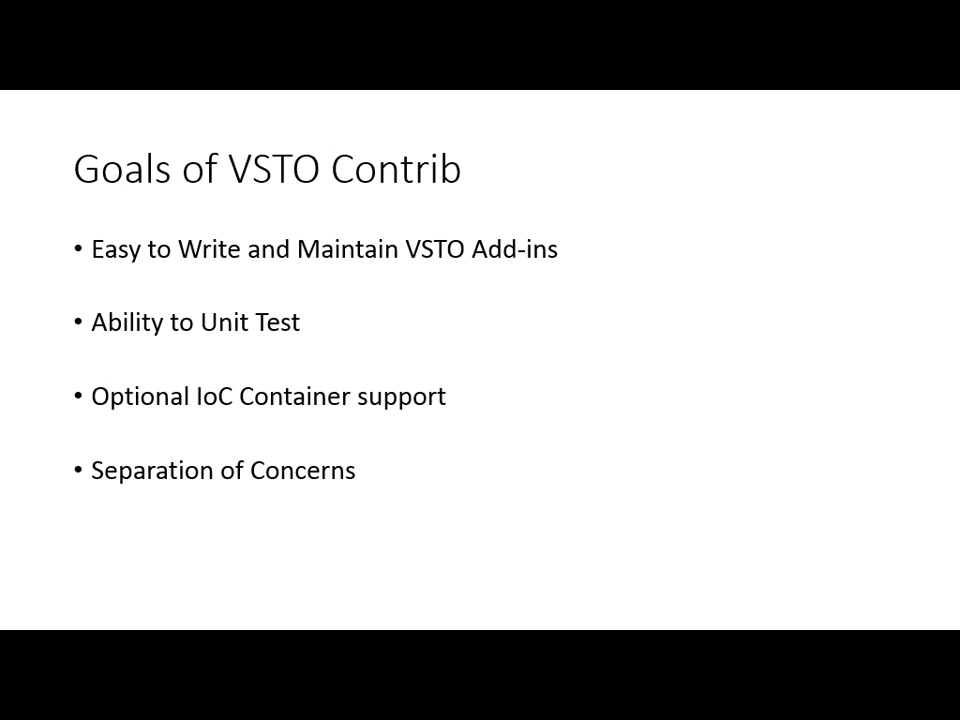 Goals of VSTO Contrib
• Easy to Write and Maintain VSTO Add-ins
• Ability to Unit Test
• Optional IoC Container support
• Separation of Concerns